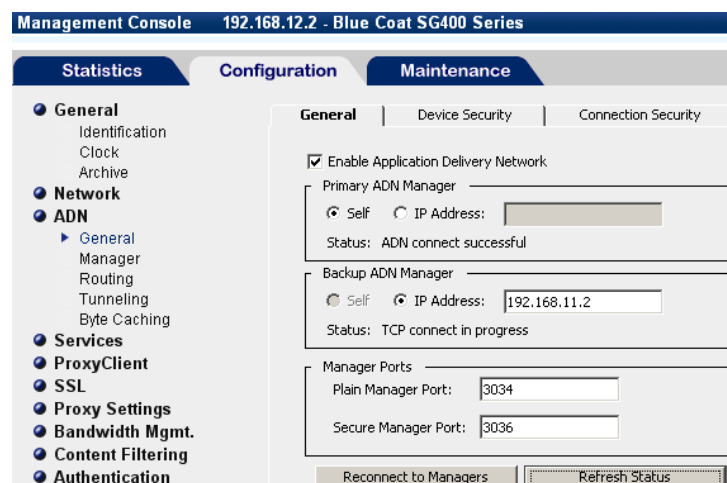 Management Console 192.168.12.2 - Blue Coat SG400 Series
Statistics Configuration Maintenance
General
Identification
Clock
Archive
Network
ADN
General
Manager
Routing
Tunneling
Byte Caching
Services
ProxyClient
SSL
Proxy Settings
Bandwidth Mgmt.
Content Filtering
Authentication
General Device Security Connection Security
Enable Application Delivery Network
Primary ADN Manager
Self IP Address:
Status: ADN connect successful
Backup ADN Manager
Self IP Address: 192.168.11.2
Status: TCP connect in progress
Manager Ports
Plain Manager Port: 3034
Secure Manager Port: 3036
Reconnect to Managers Refresh Status